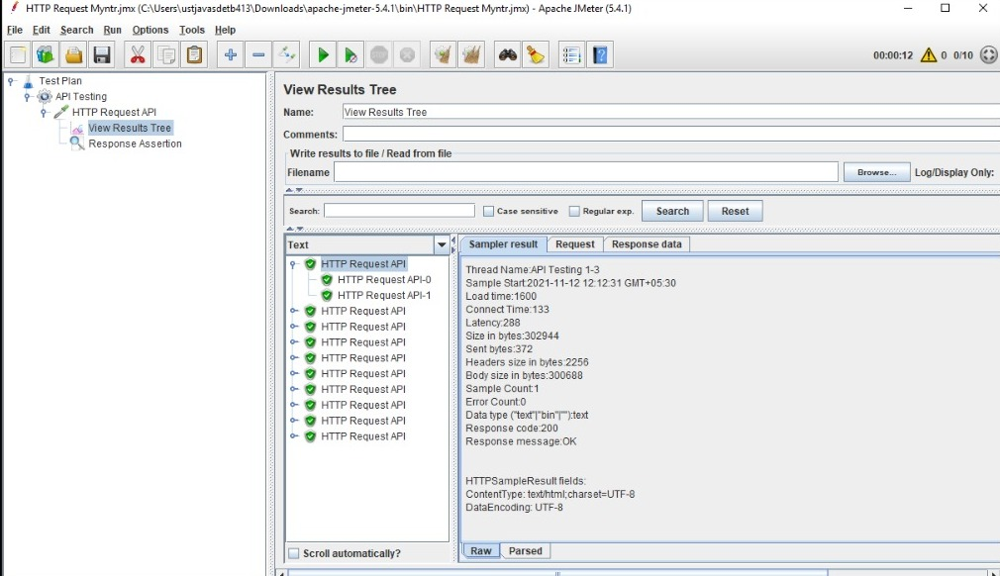 HTTP Request Myntr.jmx (C:\Users\ustjavasdetb413\Downloads\apache-jmeter-5.4.1\bin\HTTP Request Myntr.jmx) - Apache JMeter (5.4.1)
File Edit Search Run Options Tools Help
00:00:12 0 0/10
Test Plan
API Testing
HTTP Request API
View Results Tree
Response Assertion
View Results Tree
Name: View Results Tree
Comments:
Write results to file / Read from file
Filename Browse... Log/Display Only:
Search: Case sensitive Regular exp. Search Reset
Text
HTTP Request API
HTTP Request API-0
HTTP Request API-1
HTTP Request API
HTTP Request API
HTTP Request API
HTTP Request API
HTTP Request API
HTTP Request API
HTTP Request API
HTTP Request API
HTTP Request API
Scroll automatically?
Sampler result Request Response data
Thread Name:API Testing 1-3
Sample Start:2021-11-12 12:12:31 GMT+05:30
Load time:1600
Connect Time:133
Latency:288
Size in bytes:302944
Sent bytes:372
Headers size in bytes:2256
Body size in bytes:300688
Sample Count:1
Error Count:0
Data type ("text"|"bin"|""):text
Response code:200
Response message:OK
HTTPSampleResult fields:
ContentType: text/html;charset=UTF-8
DataEncoding: UTF-8
Raw Parsed